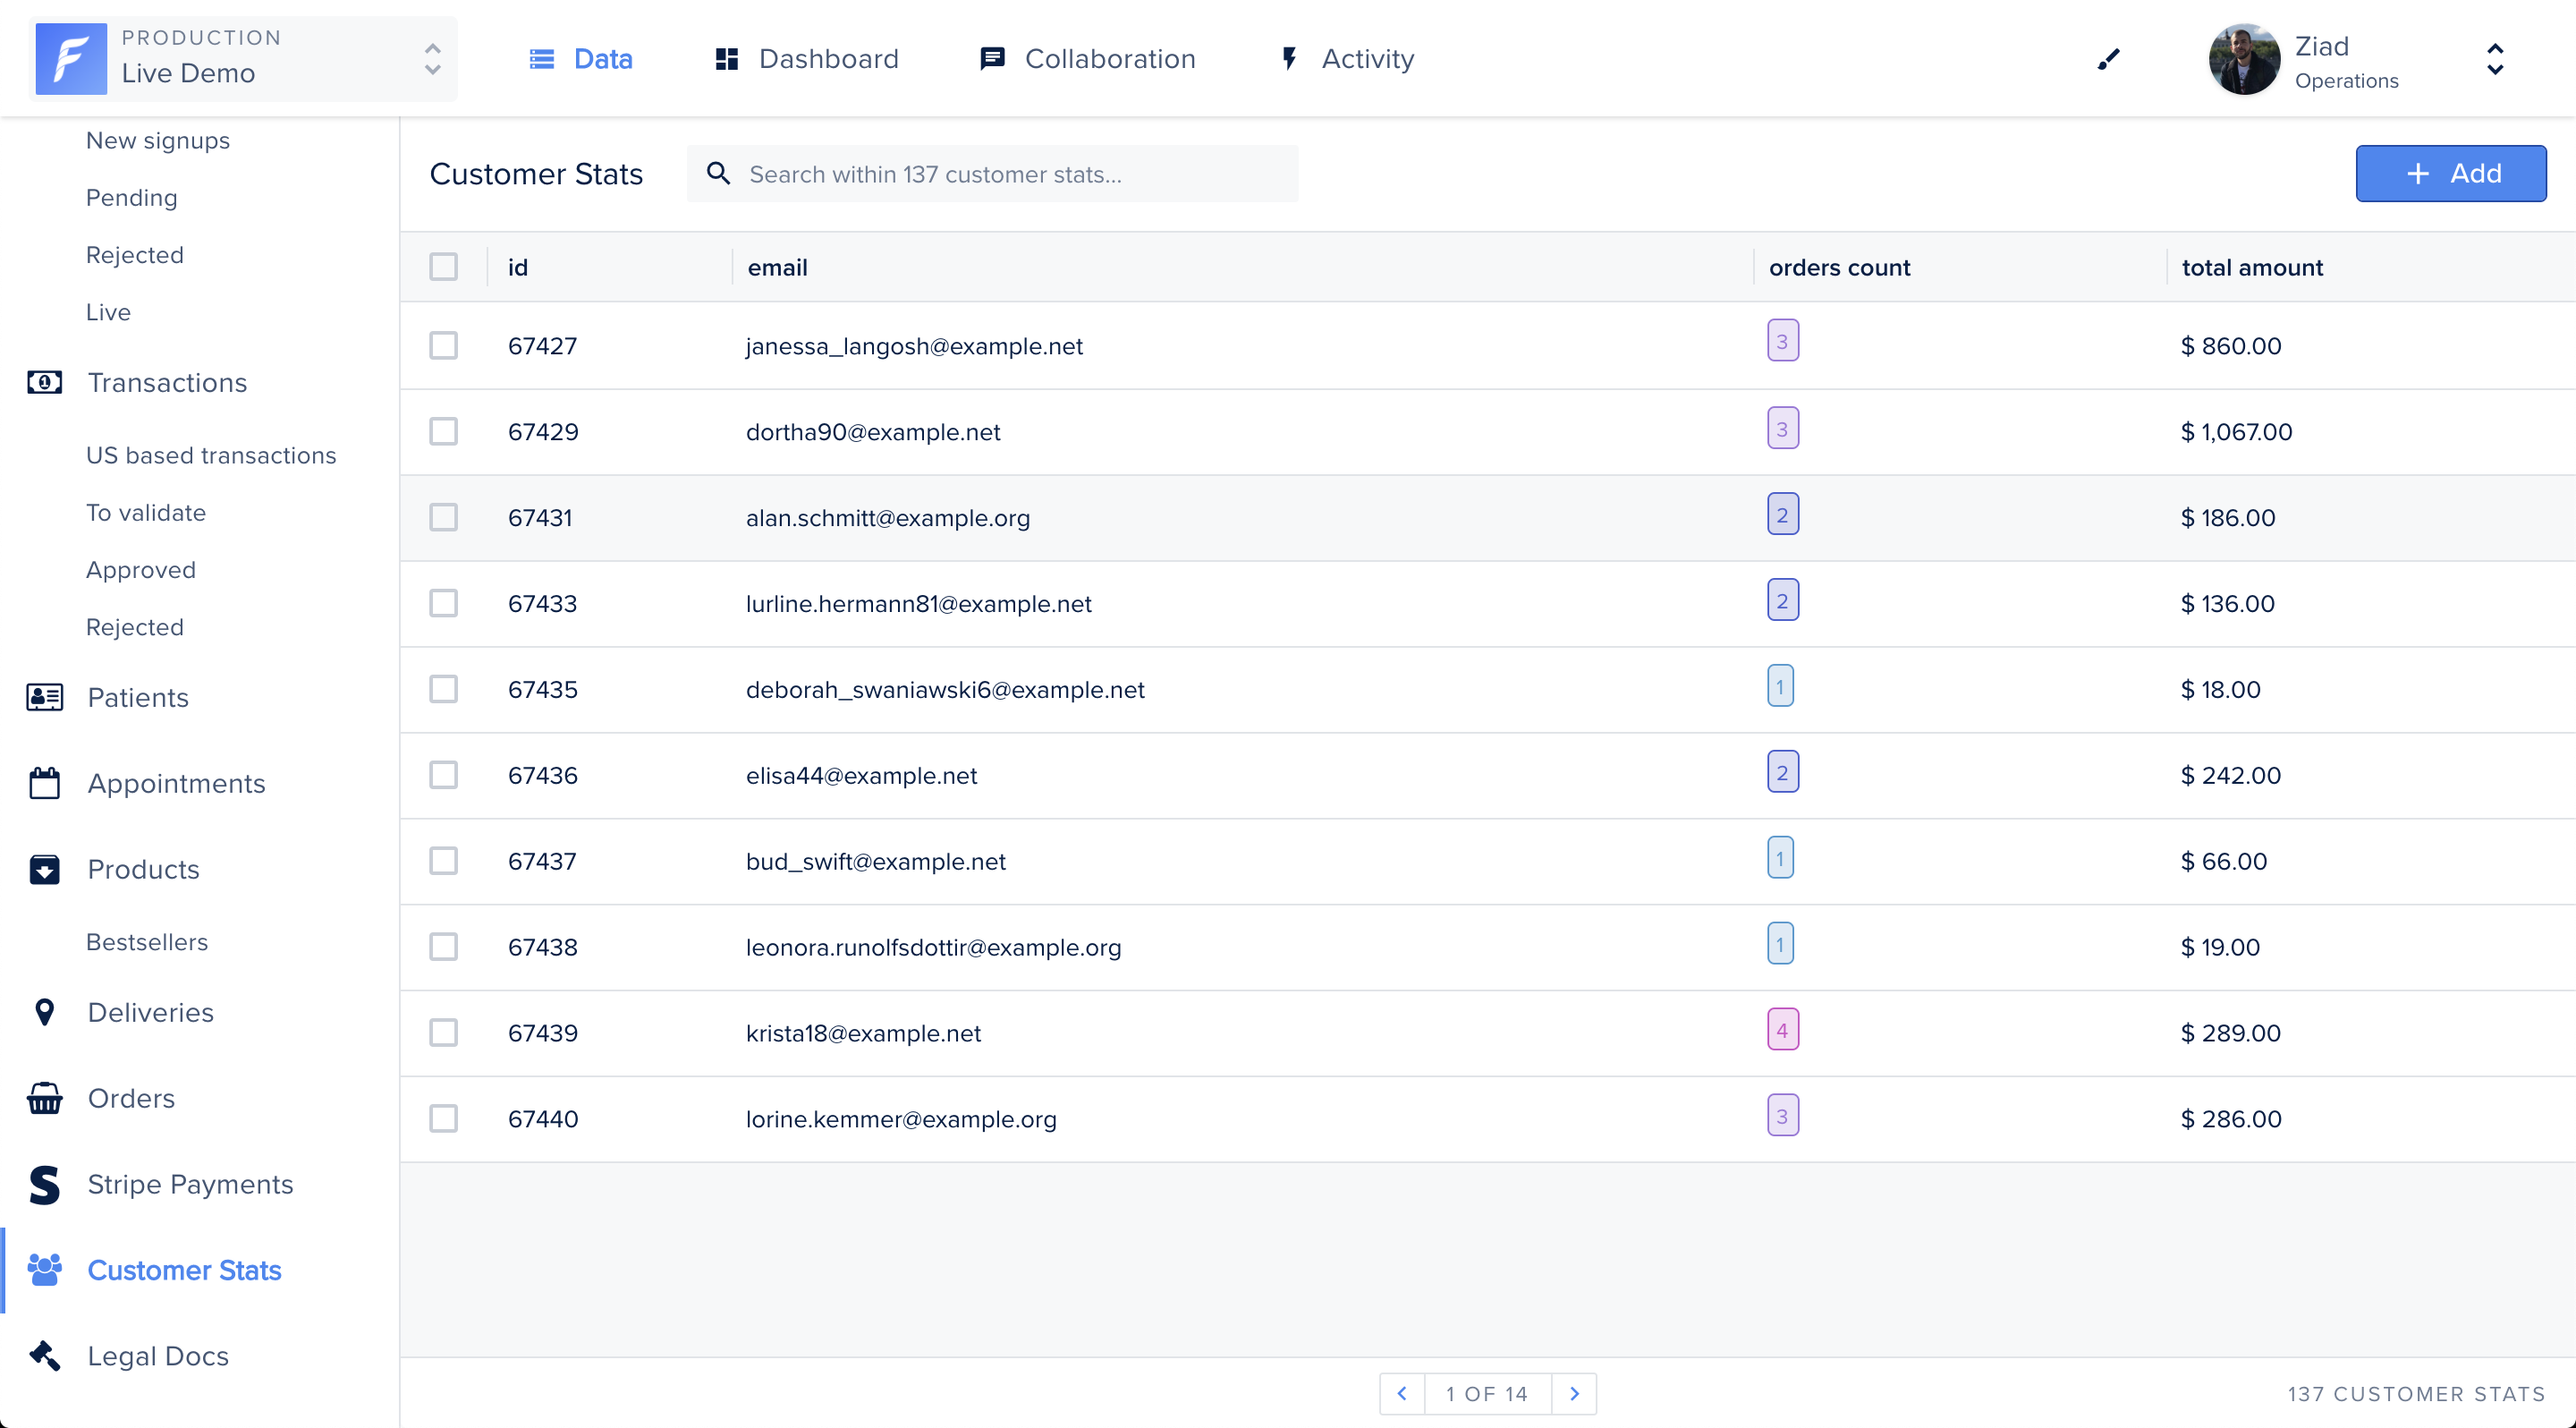 PRODUCTION
Live Demo
Data
Dashboard
Collaboration
Activity
Ziad
Operations
New signups
Pending
Rejected
Live
Transactions
US based transactions
To validate
Approved
Rejected
Patients
Appointments
Products
Bestsellers
Deliveries
Orders
Stripe Payments
Customer Stats
Legal Docs
Customer Stats
Search within 137 customer stats...
+ Add
id email orders count total amount
67427 janessa_langosh@example.net 3 $ 860.00
67429 dortha90@example.net 3 $ 1,067.00
67431 alan.schmitt@example.org 2 $ 186.00
67433 lurline.hermann81@example.net 2 $ 136.00
67435 deborah_swaniawski6@example.net 1 $ 18.00
67436 elisa44@example.net 2 $ 242.00
67437 bud_swift@example.net 1 $ 66.00
67438 leonora.runolfsdottir@example.org 1 $ 19.00
67439 krista18@example.net 4 $ 289.00
67440 lorine.kemmer@example.org 3 $ 286.00
1 OF 14
137 CUSTOMER STATS